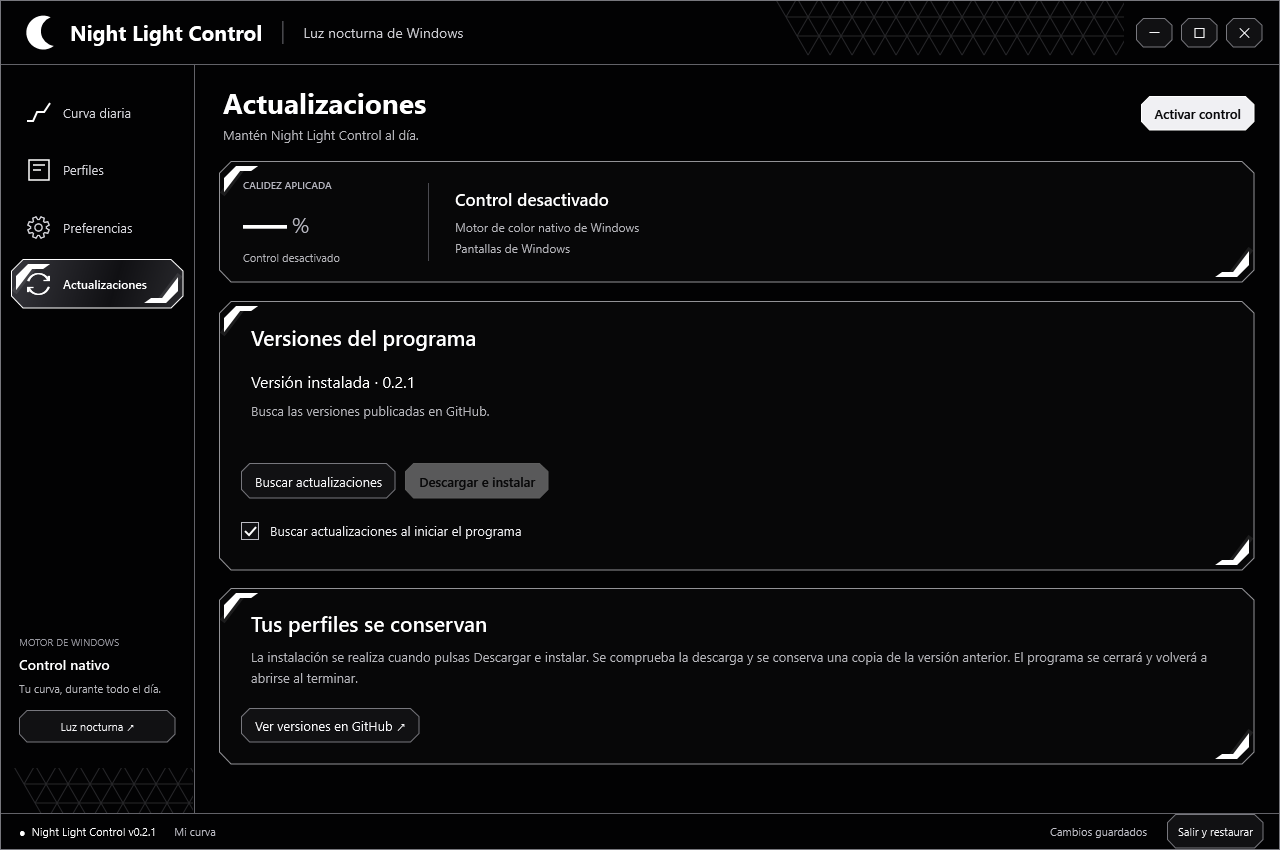 Night Light Control
Luz nocturna de Windows
Curva diaria
Perfiles
Preferencias
Actualizaciones
MOTOR DE WINDOWS
Control nativo
Tu curva, durante todo el día.
Luz nocturna ↗
Actualizaciones
Mantén Night Light Control al día.
Activar control
CALIDEZ APLICADA
—— %
Control desactivado
Control desactivado
Motor de color nativo de Windows
Pantallas de Windows
Versiones del programa
Versión instalada · 0.2.1
Busca las versiones publicadas en GitHub.
Buscar actualizaciones
Descargar e instalar
Buscar actualizaciones al iniciar el programa
Tus perfiles se conservan
La instalación se realiza cuando pulsas Descargar e instalar. Se comprueba la descarga y se conserva una copia de la versión anterior. El programa se cerrará y volverá a
abrirse al terminar.
Ver versiones en GitHub ↗
Night Light Control v0.2.1
Mi curva
Cambios guardados
Salir y restaurar